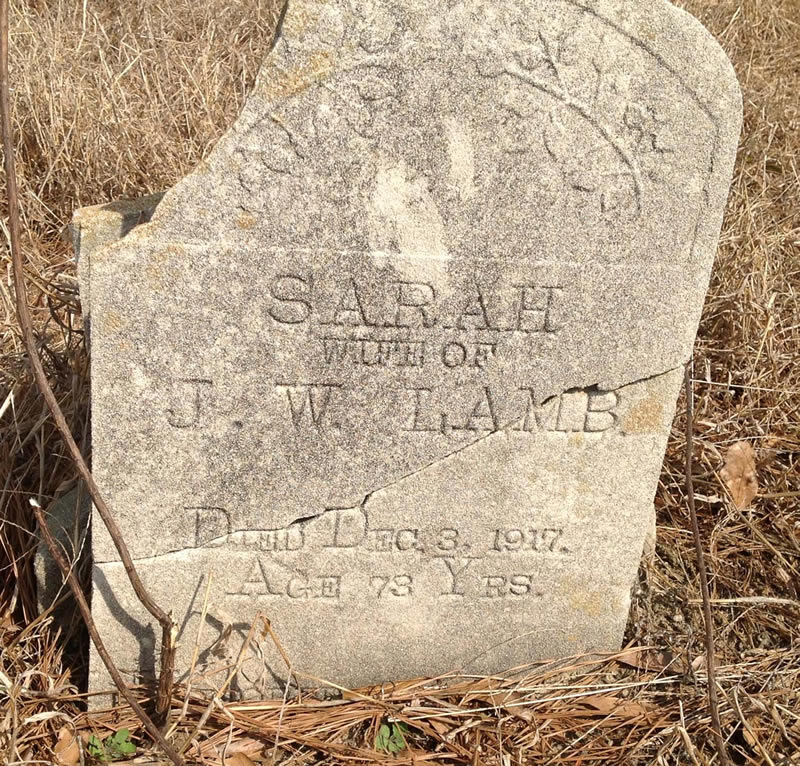 SARAH
WIFE OF
J. W. LAMB.
DIED DEC. 3. 1917.
AGE 73 YRS.